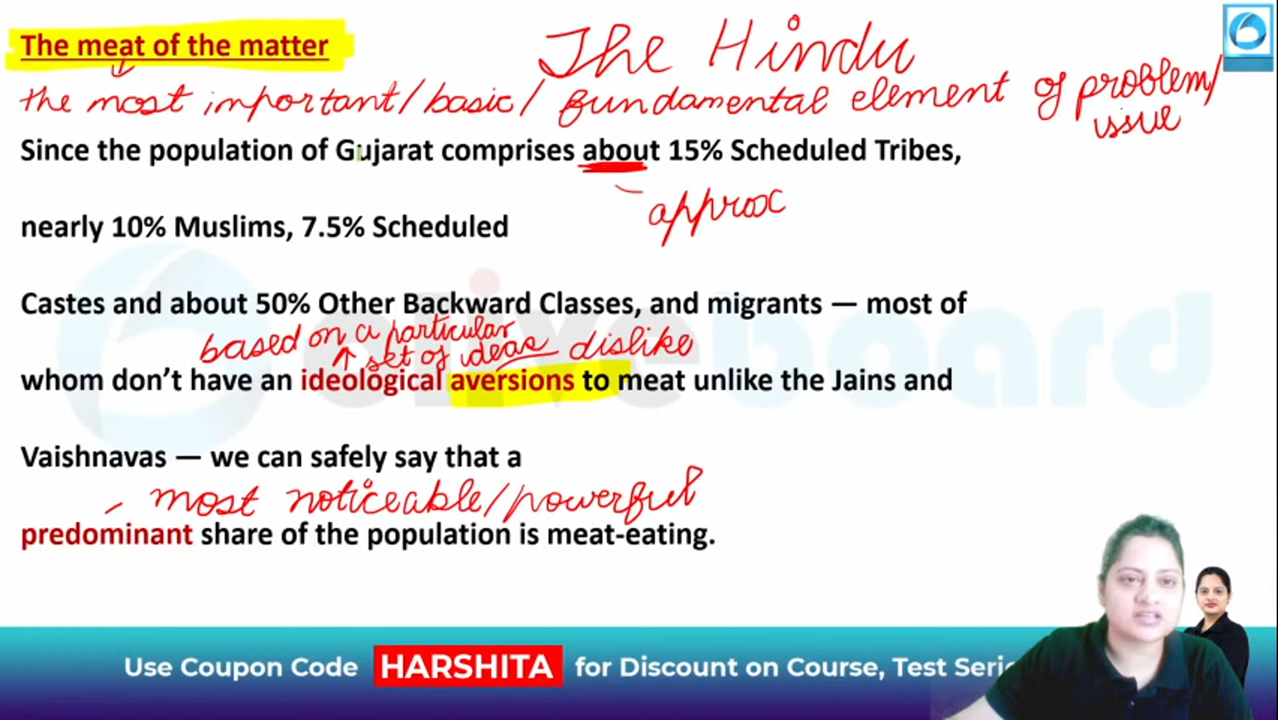 The meat of the matter
The Hindu
the most important/basic/fundamental element of problem/
issue
Since the population of Gujarat comprises about 15% Scheduled Tribes,
approx
nearly 10% Muslims, 7.5% Scheduled
Castes and about 50% Other Backward Classes, and migrants — most of
based on a particular
set of ideas dislike
whom don't have an ideological aversions to meat unlike the Jains and
Vaishnavas — we can safely say that a
most noticeable/powerful
predominant share of the population is meat-eating.
oliveboard
Use Coupon Code HARSHITA for Discount on Course, Test Serie